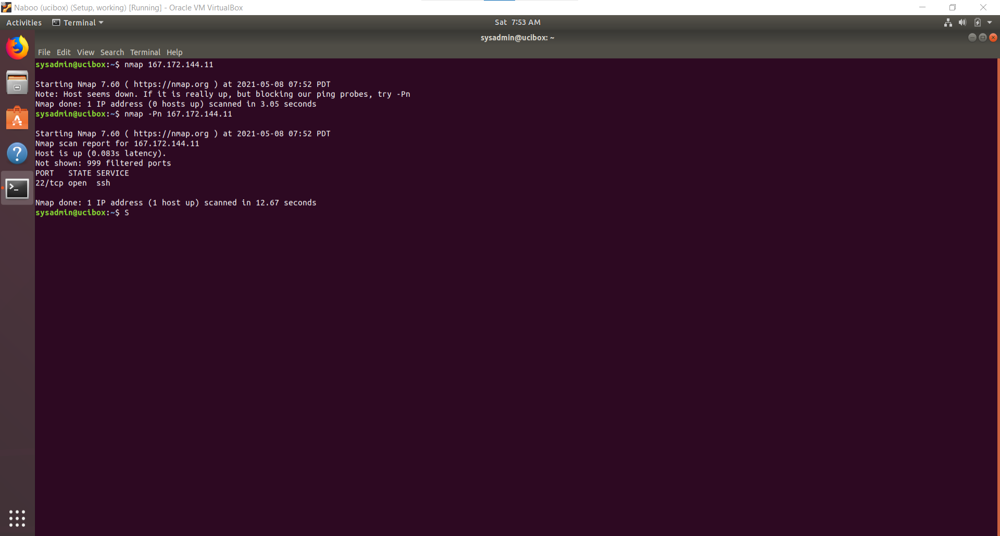 Naboo (ucibox) (Setup, working) [Running] - Oracle VM VirtualBox
Activities Terminal Sat 7:53 AM
sysadmin@ucibox: ~
File Edit View Search Terminal Help
sysadmin@ucibox:~$ nmap 167.172.144.11
Starting Nmap 7.60 ( https://nmap.org ) at 2021-05-08 07:52 PDT
Note: Host seems down. If it is really up, but blocking our ping probes, try -Pn
Nmap done: 1 IP address (0 hosts up) scanned in 3.05 seconds
sysadmin@ucibox:~$ nmap -Pn 167.172.144.11
Starting Nmap 7.60 ( https://nmap.org ) at 2021-05-08 07:52 PDT
Nmap scan report for 167.172.144.11
Host is up (0.083s latency).
Not shown: 999 filtered ports
PORT   STATE SERVICE
22/tcp open  ssh
Nmap done: 1 IP address (1 host up) scanned in 12.67 seconds
sysadmin@ucibox:~$ S